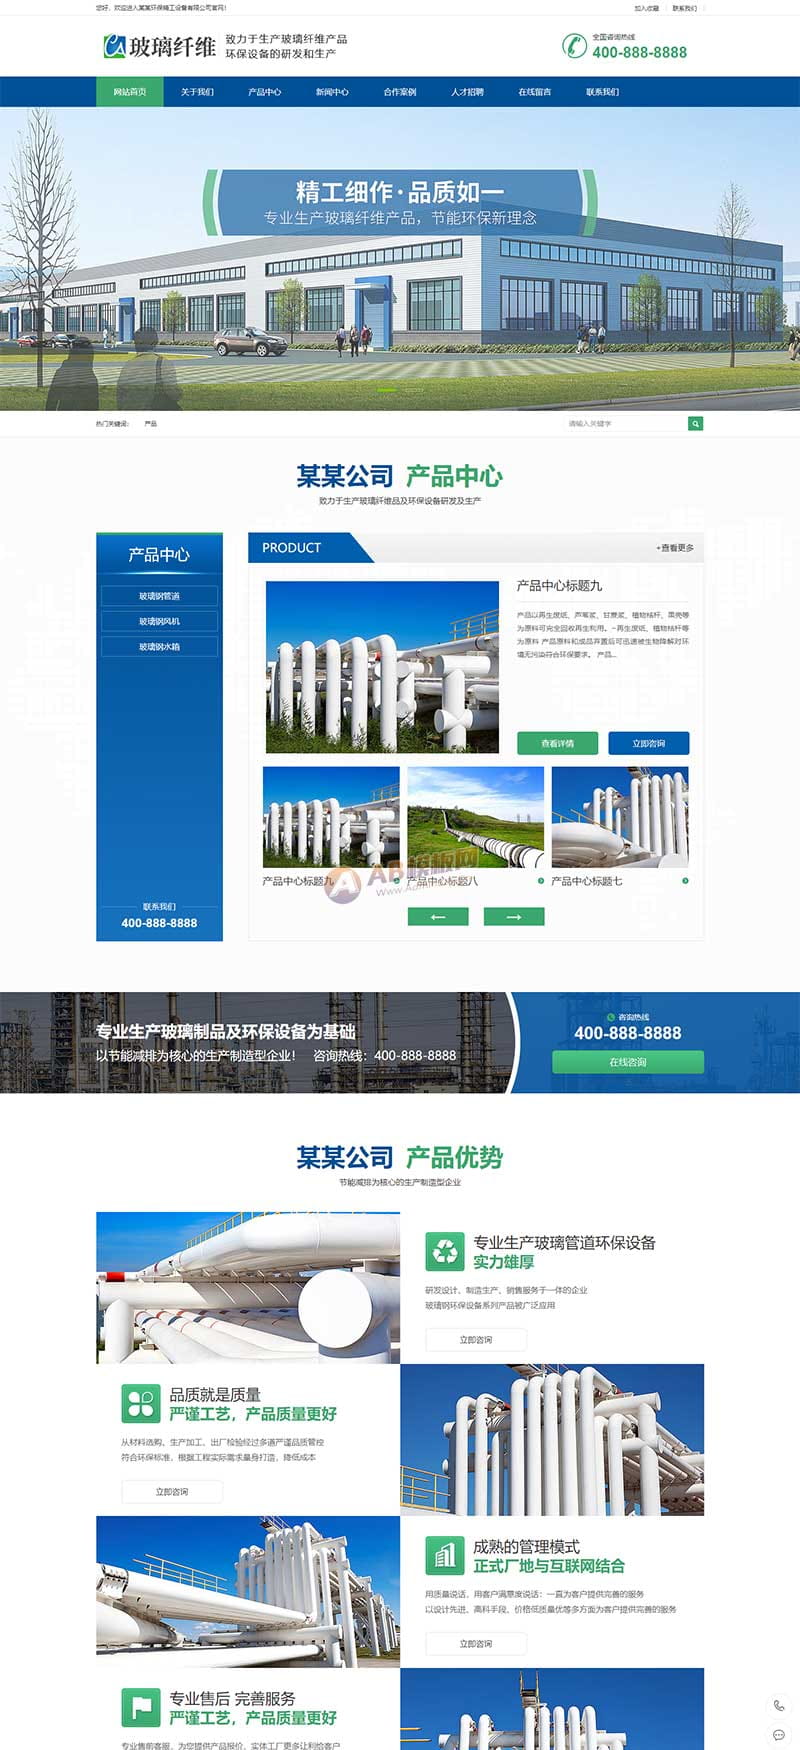 您好，欢迎进入某某环保精工设备有限公司官网！
加入收藏 | 联系我们
玻璃纤维
致力于生产玻璃纤维产品
环保设备的研发和生产
全国咨询热线
400-888-8888
网站首页 关于我们 产品中心 新闻中心 合作案例 人才招聘 在线留言 联系我们
精工细作·品质如一
专业生产玻璃纤维产品，节能环保新理念
热门关键词： 产品
请输入关键字
某某公司 产品中心
致力于生产玻璃纤维品及环保设备研发及生产
产品中心
玻璃钢管道
玻璃钢风机
玻璃钢水箱
联系我们
400-888-8888
PRODUCT
+查看更多
产品中心标题九
产品以再生废纸、芦苇浆、甘蔗浆、植物秸秆、果壳等
为原料可完全回收再生利用。~再生废纸、植物秸秆等
为原料 产品原料和成品弃置后可迅速被生物降解对环
境无污染符合环保要求。 产品...
查看详情
立即咨询
产品中心标题九
产品中心标题八
产品中心标题七
AB模板网
专业生产玻璃制品及环保设备为基础
以节能减排为核心的生产制造型企业！ 咨询热线：400-888-8888
咨询热线
400-888-8888
在线咨询
某某公司 产品优势
节能减排为核心的生产制造型企业
专业生产玻璃管道环保设备
实力雄厚
研发设计、制造生产、销售服务于一体的企业
玻璃钢环保设备系列产品被广泛应用
立即咨询
品质就是质量
严谨工艺，产品质量更好
从材料选购、生产加工、出厂检验经过多道严谨品质管控
符合环保标准，根据工程实际需求量身打造，降低成本
立即咨询
成熟的管理模式
正式厂地与互联网结合
用质量说话，用客户满意度说话：一直为客户提供完善的服务
以设计先进、高科手段、价格低质量优等多方面为客户提供完善的服务
立即咨询
专业售后 完善服务
严谨工艺，产品质量更好
专业售前客服，为您提供产品报价，实体工厂更多让利给客户